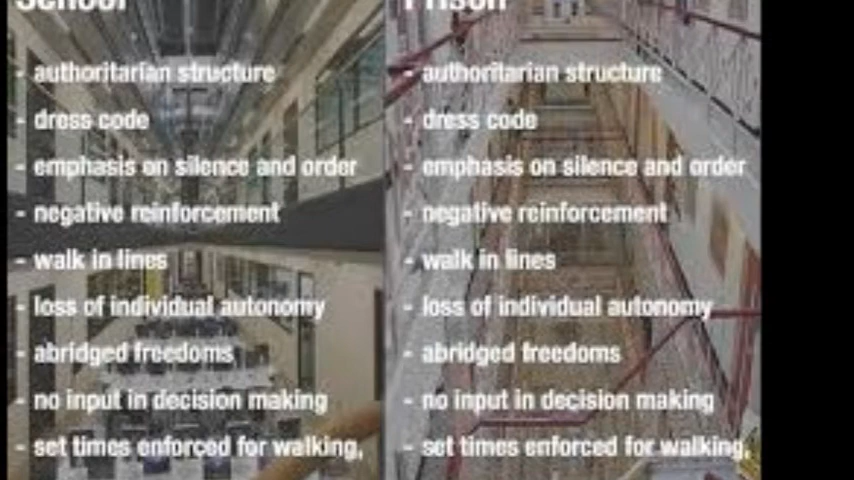 School
- authoritarian structure
- dress code
- emphasis on silence and order
- negative reinforcement
- walk in lines
- loss of individual autonomy
- abridged freedoms
- no input in decision making
- set times enforced for walking,
Prison
- authoritarian structure
- dress code
- emphasis on silence and order
- negative reinforcement
- walk in lines
- loss of individual autonomy
- abridged freedoms
- no input in decision making
- set times enforced for walking,